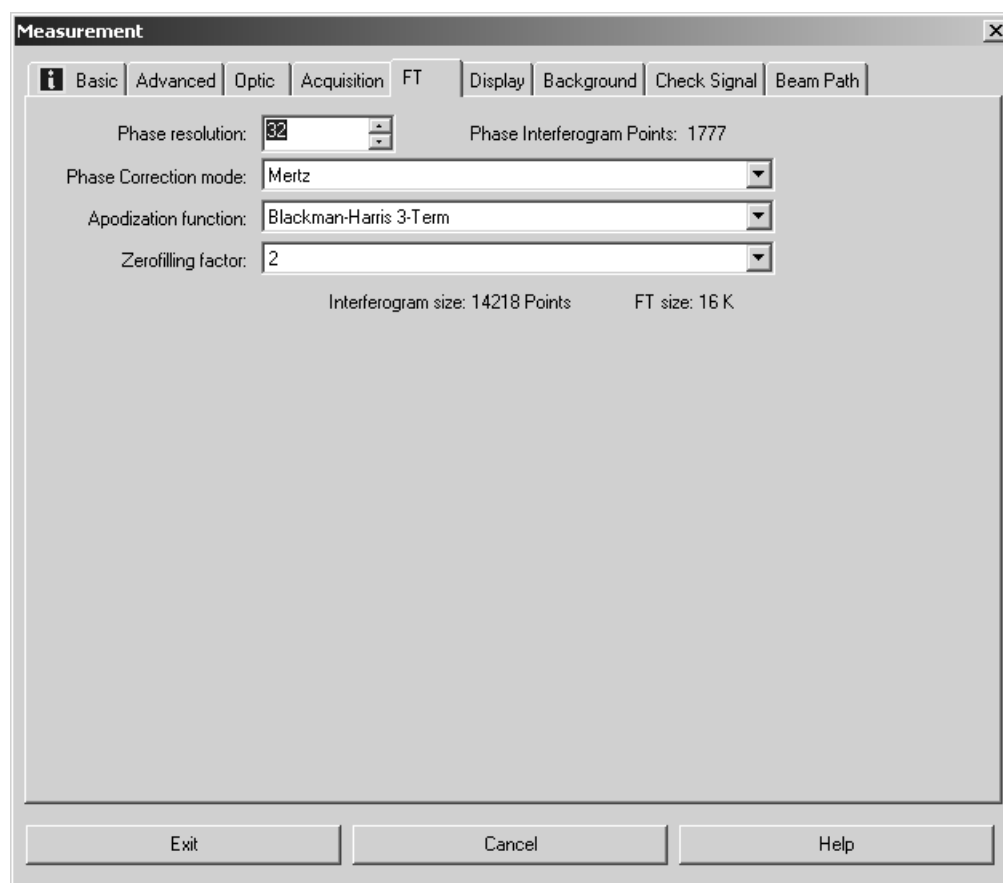 Measurement
i Basic Advanced Optic Acquisition FT Display Background Check Signal Beam Path
Phase resolution: 32 Phase Interferogram Points: 1777
Phase Correction mode: Mertz
Apodization function: Blackman-Harris 3-Term
Zerofilling factor: 2
Interferogram size: 14218 Points FT size: 16 K
Exit Cancel Help